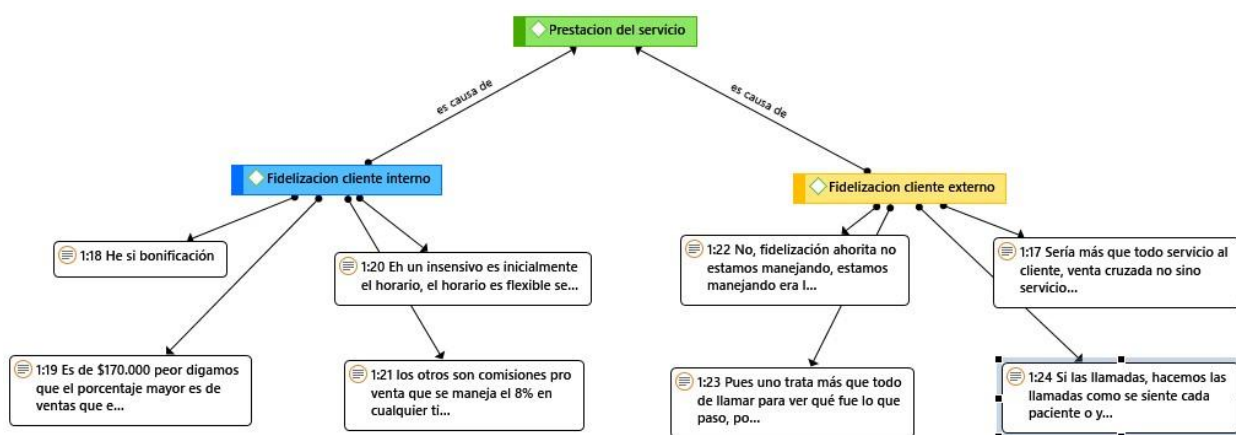 Prestacion del servicio
es causa de
es causa de
Fidelizacion cliente interno
Fidelizacion cliente externo
1:18 He si bonificación
1:20 Eh un insensivo es inicialmente
el horario, el horario es flexible se...
1:22 No, fidelización ahorita no
estamos manejando, estamos
manejando era l...
1:17 Sería más que todo servicio al
cliente, venta cruzada no sino
servicio...
1:19 Es de $170.000 peor digamos
que el porcentaje mayor es de
ventas que e...
1:21 los otros son comisiones pro
venta que se maneja el 8% en
cualquier ti...
1:23 Pues uno trata más que todo
de llamar para ver qué fue lo que
paso, po...
1:24 Si las llamadas, hacemos las
llamadas como se siente cada
paciente o y...